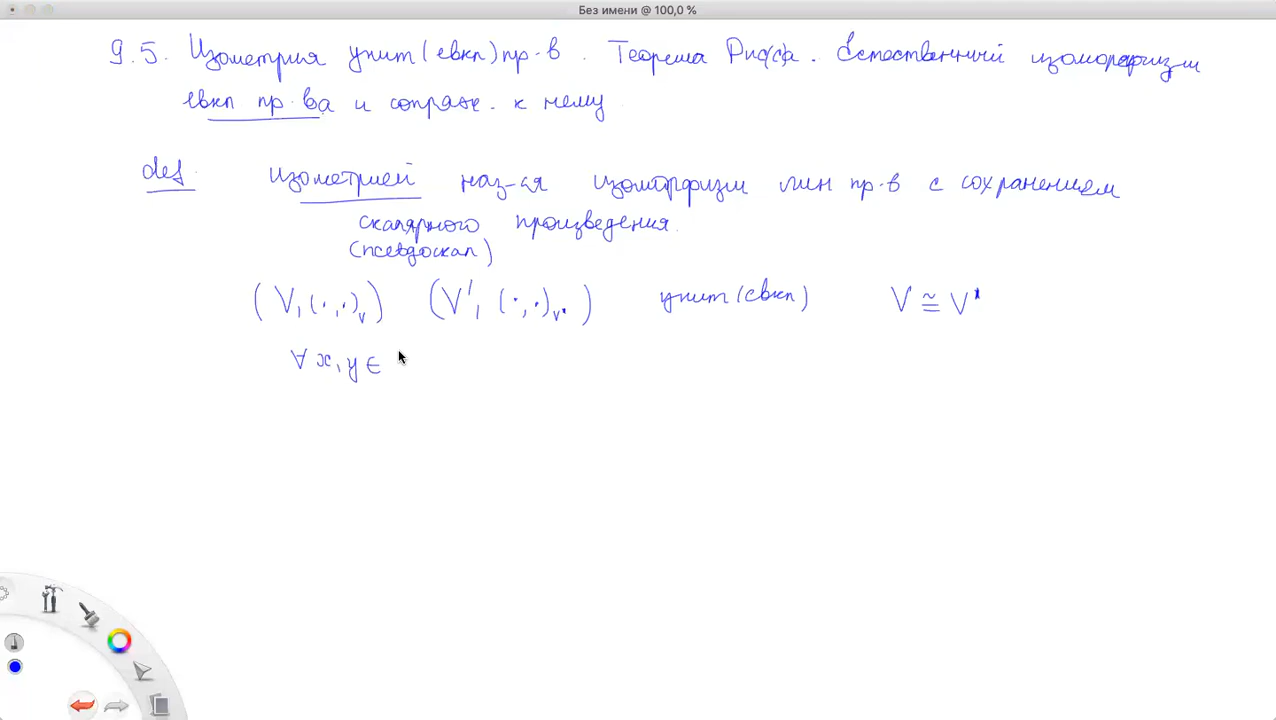 Без имени @ 100,0 %
9.5. Изометрия унит(евкл) пр-в. Теорема Рисса. Естественный изоморфизм
евкл пр-ва и сопряж. к нему
def. изометрией наз-ся изоморфизм лин пр-в с сохранением
скалярного произведения.
(псевдоскал)
(V, (·,·)_V) (V', (·,·)_V') унит(евкл) V ≅ V'
∀ x, y ∈